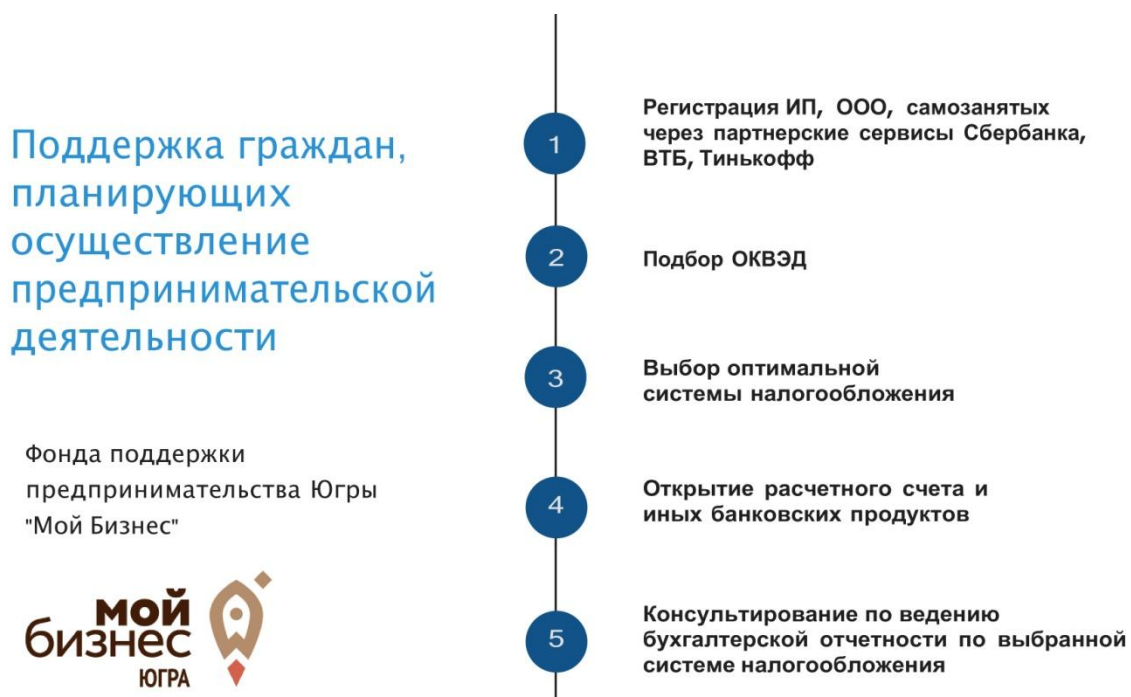 Поддержка граждан,
планирующих
осуществление
предпринимательской
деятельности
Фонда поддержки
предпринимательства Югры
"Мой Бизнес"
мой
бизнес
ЮГРА
1
Регистрация ИП, ООО, самозанятых
через партнерские сервисы Сбербанка,
ВТБ, Тинькофф
2
Подбор ОКВЭД
3
Выбор оптимальной
системы налогообложения
4
Открытие расчетного счета и
иных банковских продуктов
5
Консультирование по ведению
бухгалтерской отчетности по выбранной
системе налогообложения